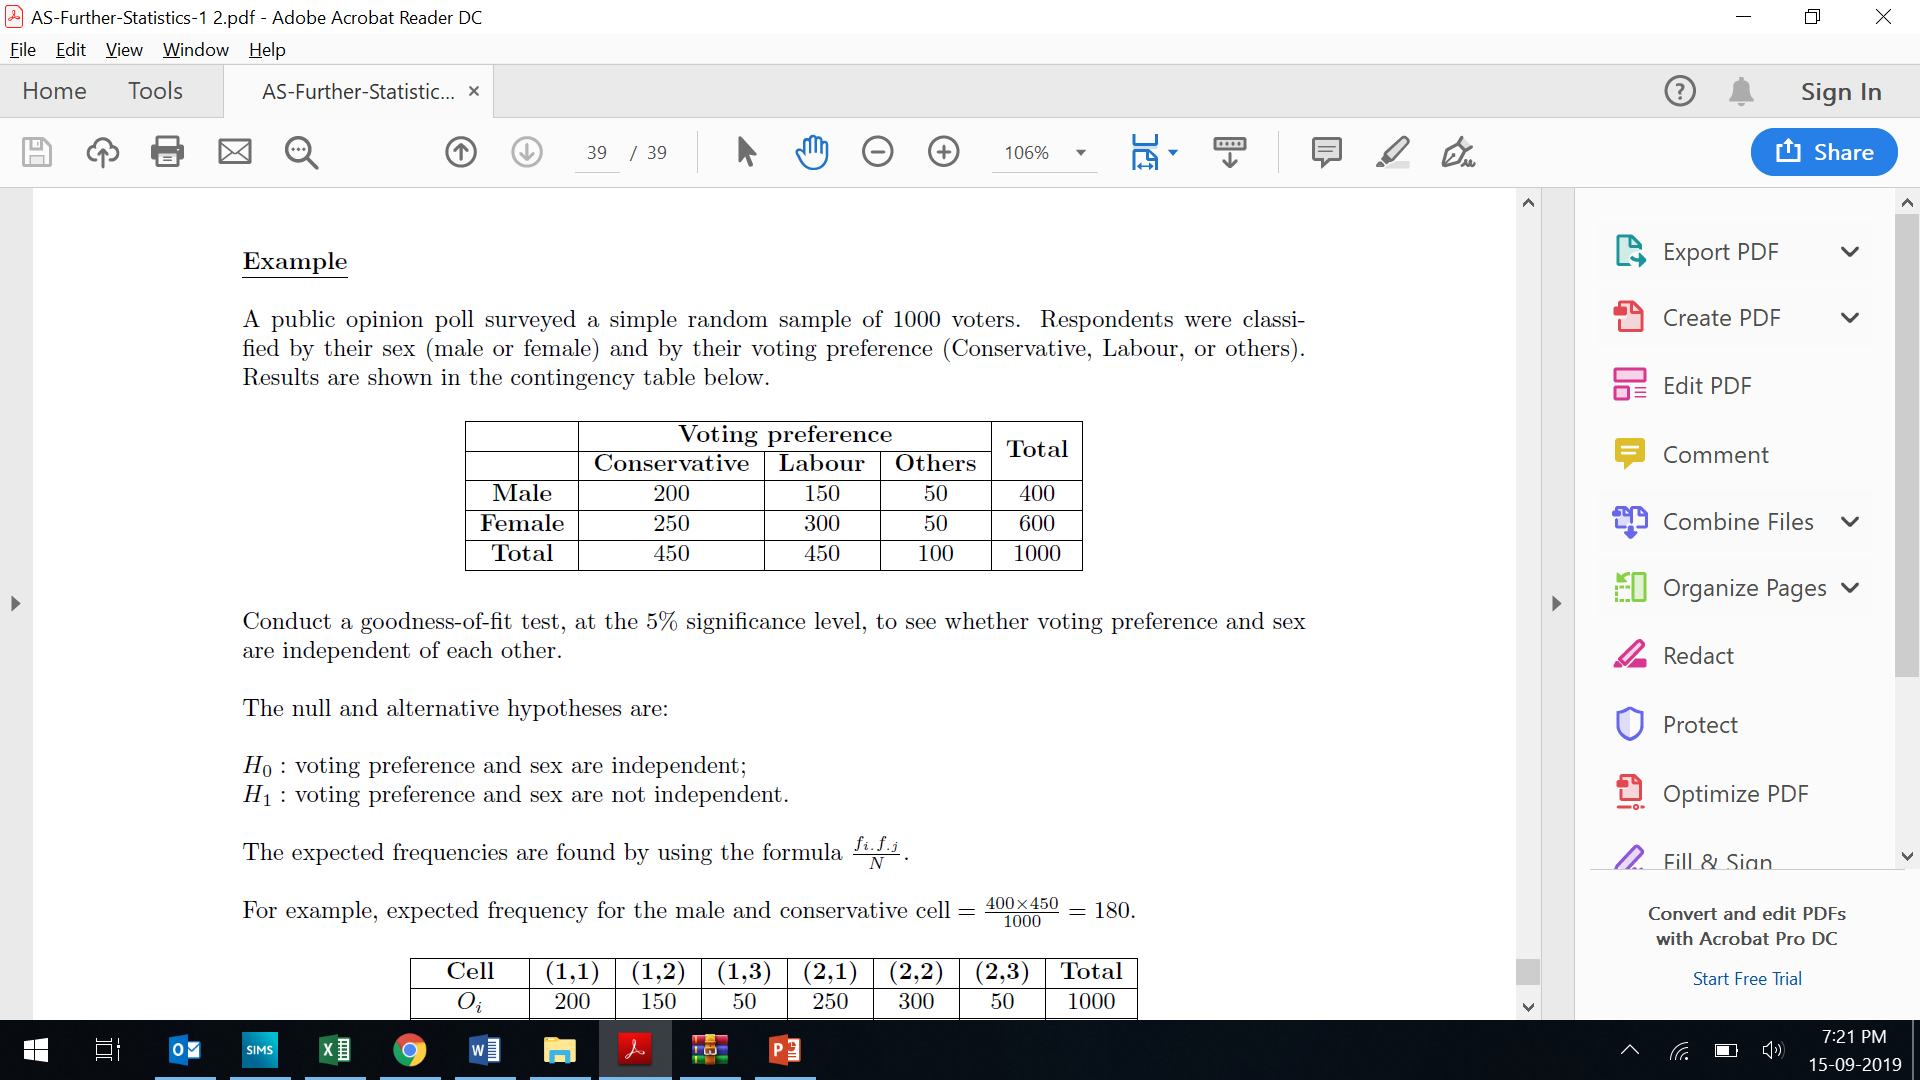 AS-Further-Statistics-1 2.pdf - Adobe Acrobat Reader DC
File Edit View Window Help
Home Tools AS-Further-Statistic... × Sign In
39 / 39 106% Share
Example
A public opinion poll surveyed a simple random sample of 1000 voters. Respondents were classi-
fied by their sex (male or female) and by their voting preference (Conservative, Labour, or others).
Results are shown in the contingency table below.
Voting preference Total
Conservative Labour Others
Male 200 150 50 400
Female 250 300 50 600
Total 450 450 100 1000
Conduct a goodness-of-fit test, at the 5% significance level, to see whether voting preference and sex
are independent of each other.
The null and alternative hypotheses are:
H₀ : voting preference and sex are independent;
H₁ : voting preference and sex are not independent.
The expected frequencies are found by using the formula fᵢ.f.ⱼ / N .
For example, expected frequency for the male and conservative cell = 400×450 / 1000 = 180.
Cell (1,1) (1,2) (1,3) (2,1) (2,2) (2,3) Total
Oᵢ 200 150 50 250 300 50 1000
Export PDF
Create PDF
Edit PDF
Comment
Combine Files
Organize Pages
Redact
Protect
Optimize PDF
Fill & Sign
Convert and edit PDFs
with Acrobat Pro DC
Start Free Trial
SIMS
7:21 PM
15-09-2019